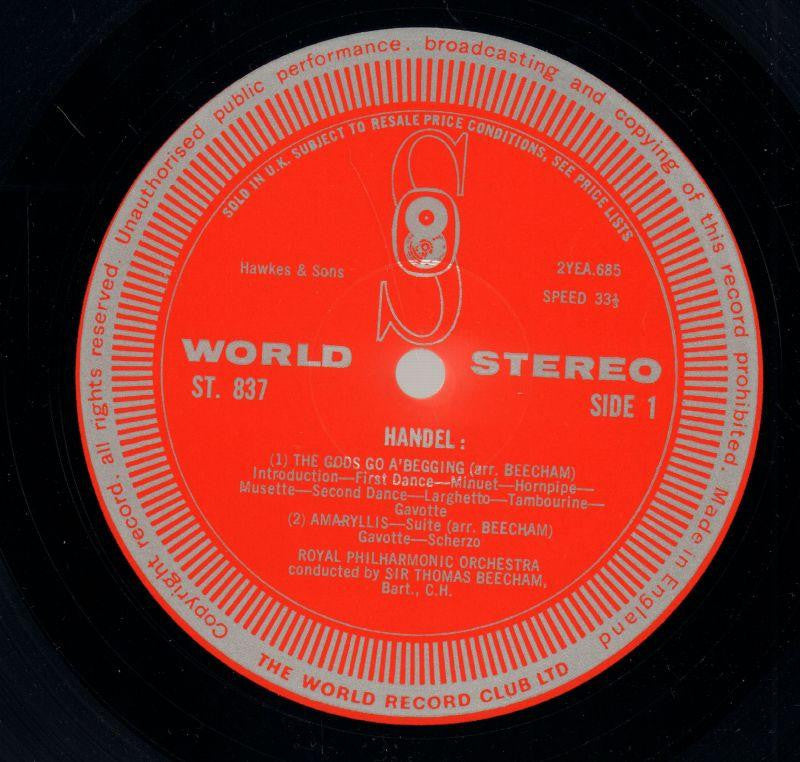 Copyright record, all rights reserved Unauthorised public performance, broadcasting and copying of this record prohibited. Made in England
SOLD IN U.K. SUBJECT TO RESALE PRICE CONDITIONS, SEE PRICE LISTS
Hawkes & Sons
2YEA.685
SPEED 33⅓
WORLD STEREO
ST. 837
SIDE 1
HANDEL:
(1) THE GODS GO A'BEGGING (arr. BEECHAM)
Introduction—First Dance—Minuet—Hornpipe—
Musette—Second Dance—Larghetto—Tambourine—
Gavotte
(2) AMARYLLIS—Suite (arr. BEECHAM)
Gavotte—Scherzo
ROYAL PHILHARMONIC ORCHESTRA
conducted by SIR THOMAS BEECHAM,
Bart., C.H.
THE WORLD RECORD CLUB LTD